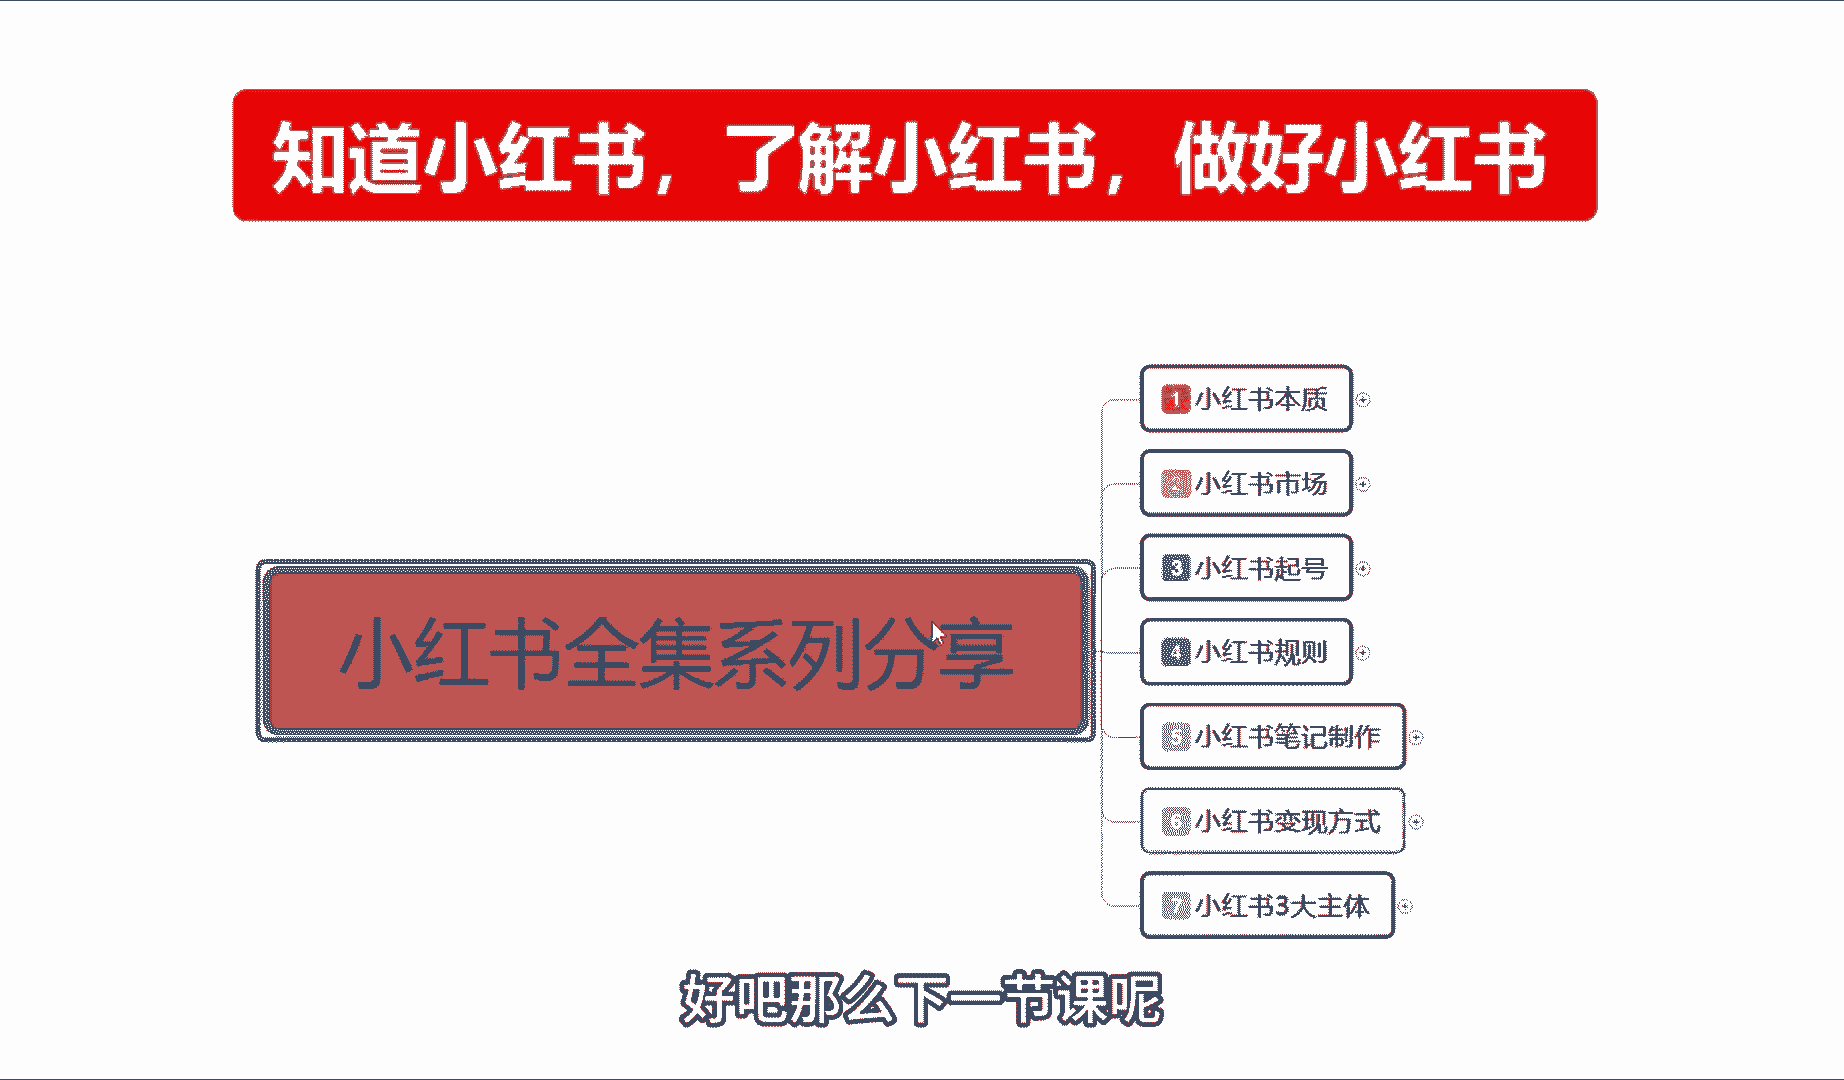 知道小红书，了解小红书，做好小红书
小红书全集系列分享
1 小红书本质
2 小红书市场
3 小红书起号
4 小红书规则
5 小红书笔记制作
6 小红书变现方式
7 小红书3大主体
好吧那么下一节课呢